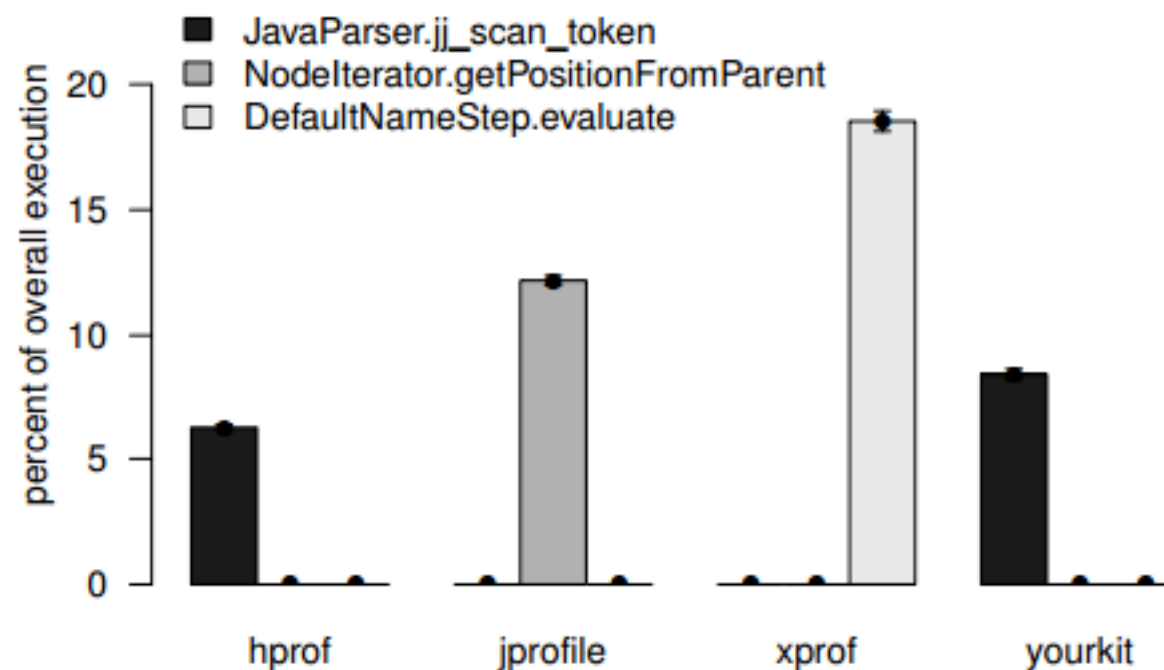 JavaParser.jj_scan_token
NodeIterator.getPositionFromParent
DefaultNameStep.evaluate
percent of overall execution
20
15
10
5
0
hprof
jprofile
xprof
yourkit